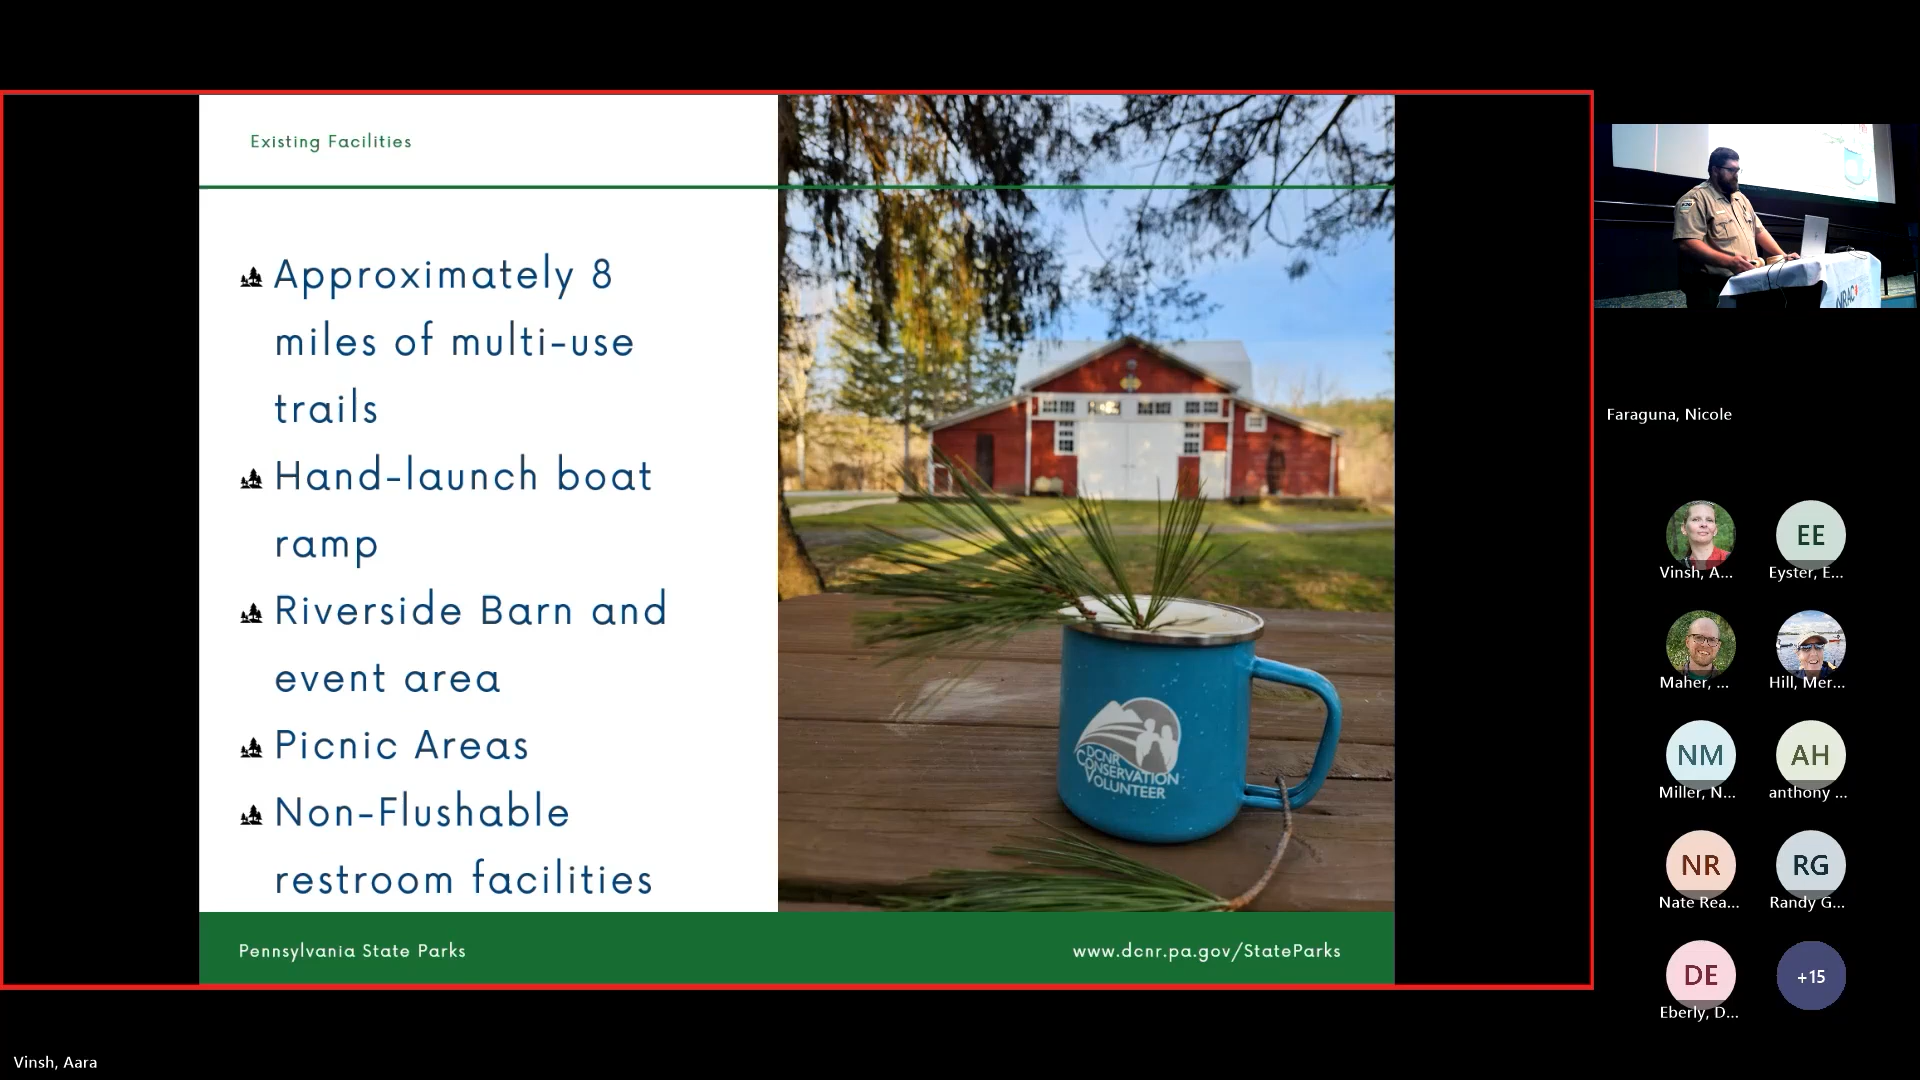 Existing Facilities
Approximately 8
miles of multi-use
trails
Hand-launch boat
ramp
Riverside Barn and
event area
Picnic Areas
Non-Flushable
restroom facilities
DCNR
CONSERVATION
VOLUNTEER
Pennsylvania State Parks
www.dcnr.pa.gov/StateParks
Faraguna, Nicole
Vinsh, A...
EE
Eyster, E...
Maher, ...
Hill, Mer...
NM
Miller, N...
AH
anthony ...
NR
Nate Rea...
RG
Randy G...
DE
Eberly, D...
+15
Vinsh, Aara